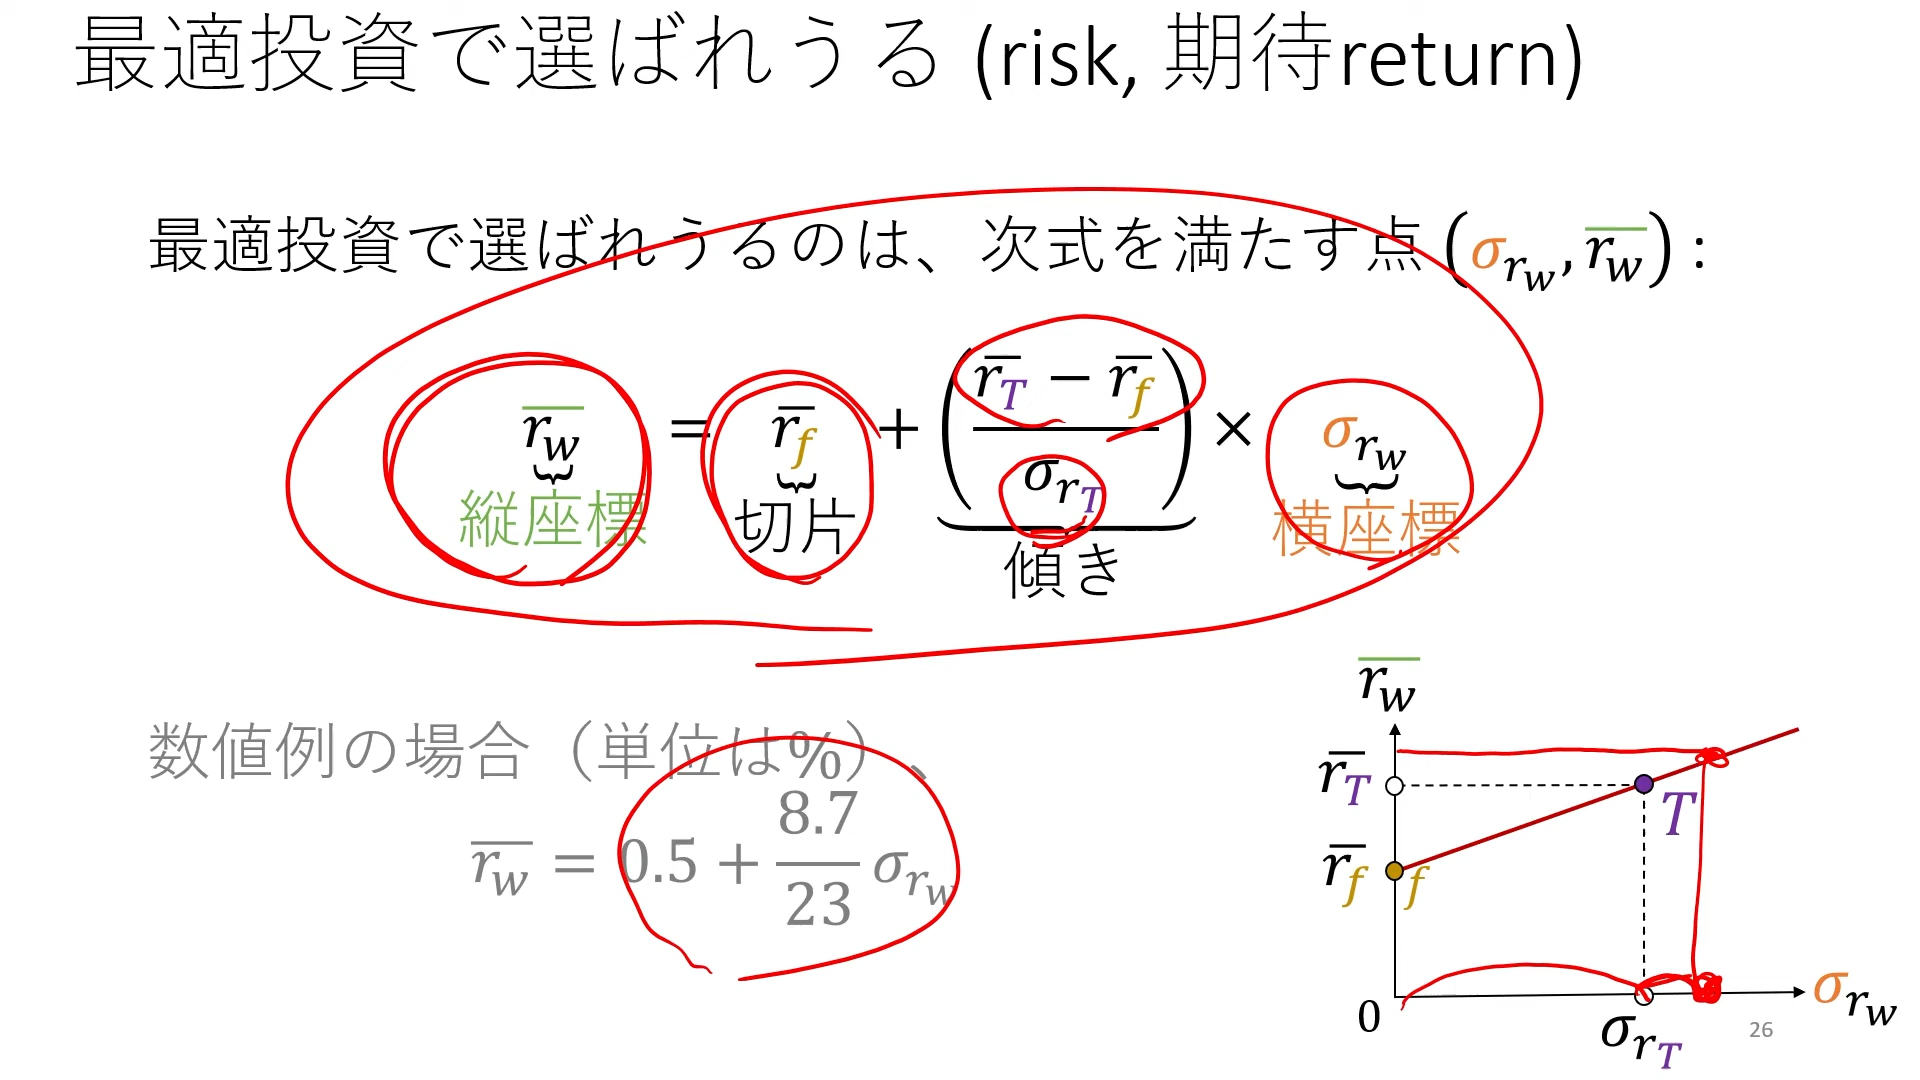 最適投資で選ばれうる (risk, 期待return)
最適投資で選ばれうるのは、次式を満たす点 (σ_{r_w}, \overline{r_w}) :
\overline{r_w} = \overline{r_f} + ( (\overline{r_T} − \overline{r_f}) / σ_{r_T} ) × σ_{r_w}
縦座標 切片 傾き 横座標
数値例の場合（単位は%）、
\overline{r_w} = 0.5 + \frac{8.7}{23} σ_{r_w}
\overline{r_w}
\overline{r_T}
T
\overline{r_f}
f
0
σ_{r_T}
σ_{r_w}
26